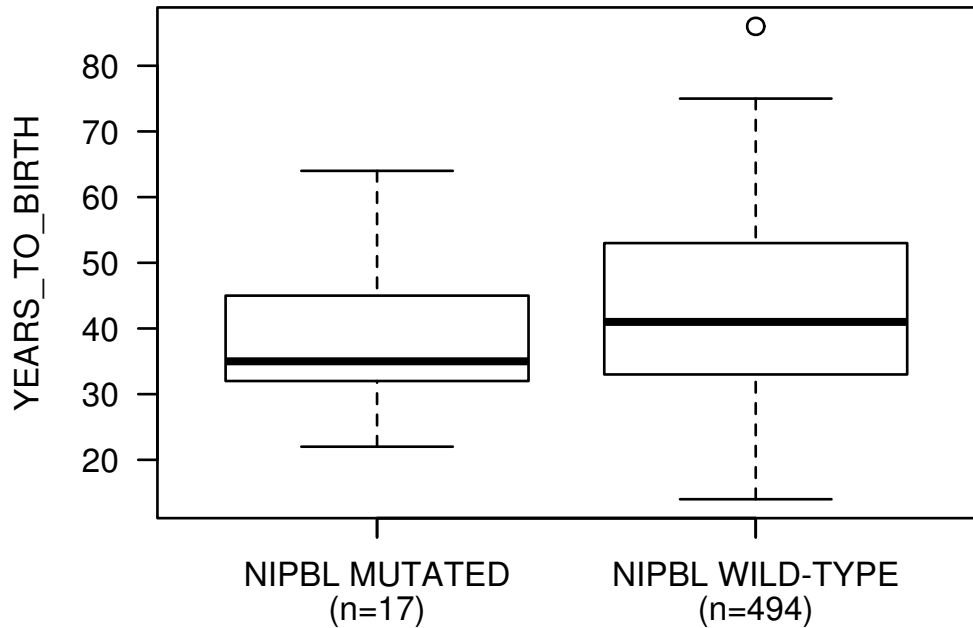 YEARS_TO_BIRTH
80
70
60
50
40
30
20
NIPBL MUTATED
(n=17)
NIPBL WILD-TYPE
(n=494)